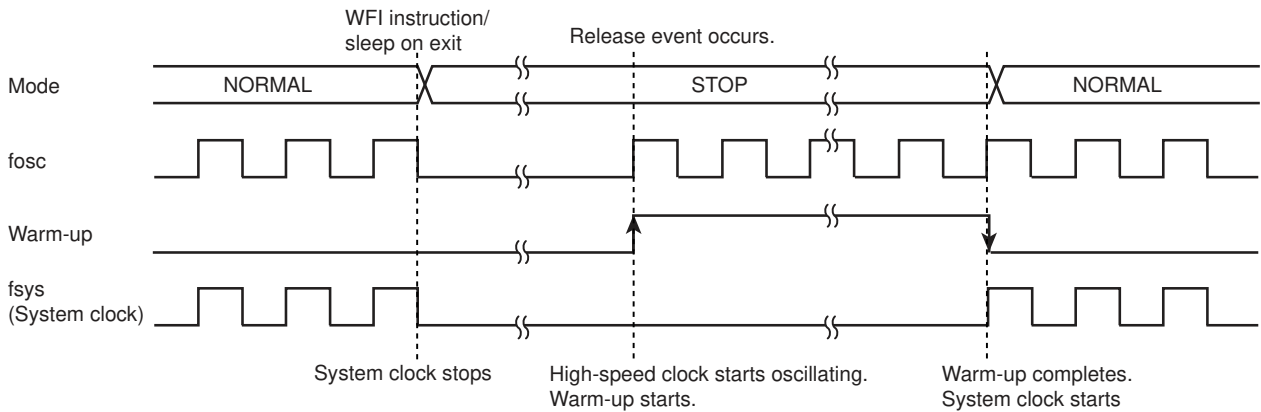 WFI instruction/
sleep on exit
Release event occurs.
Mode
NORMAL
STOP
NORMAL
fosc
Warm-up
fsys
(System clock)
System clock stops
High-speed clock starts oscillating.
Warm-up starts.
Warm-up completes.
System clock starts